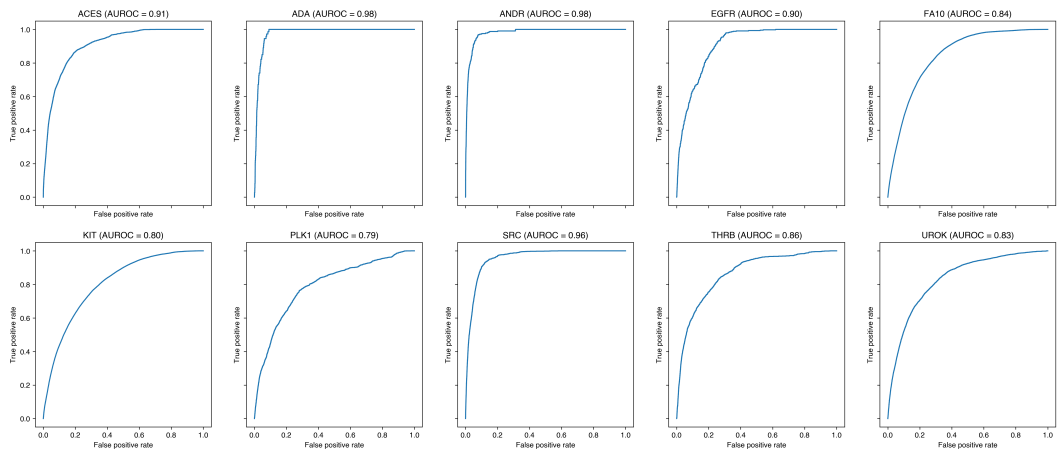 ACES (AUROC = 0.91)
ADA (AUROC = 0.98)
ANDR (AUROC = 0.98)
EGFR (AUROC = 0.90)
FA10 (AUROC = 0.84)
1.0
0.8
0.6
0.4
0.2
0.0
True positive rate
True positive rate
True positive rate
True positive rate
True positive rate
False positive rate
False positive rate
False positive rate
False positive rate
False positive rate
KIT (AUROC = 0.80)
PLK1 (AUROC = 0.79)
SRC (AUROC = 0.96)
THRB (AUROC = 0.86)
UROK (AUROC = 0.83)
1.0
0.8
0.6
0.4
0.2
0.0
True positive rate
True positive rate
True positive rate
True positive rate
True positive rate
0.0 0.2 0.4 0.6 0.8 1.0
0.0 0.2 0.4 0.6 0.8 1.0
0.0 0.2 0.4 0.6 0.8 1.0
0.0 0.2 0.4 0.6 0.8 1.0
0.0 0.2 0.4 0.6 0.8 1.0
False positive rate
False positive rate
False positive rate
False positive rate
False positive rate